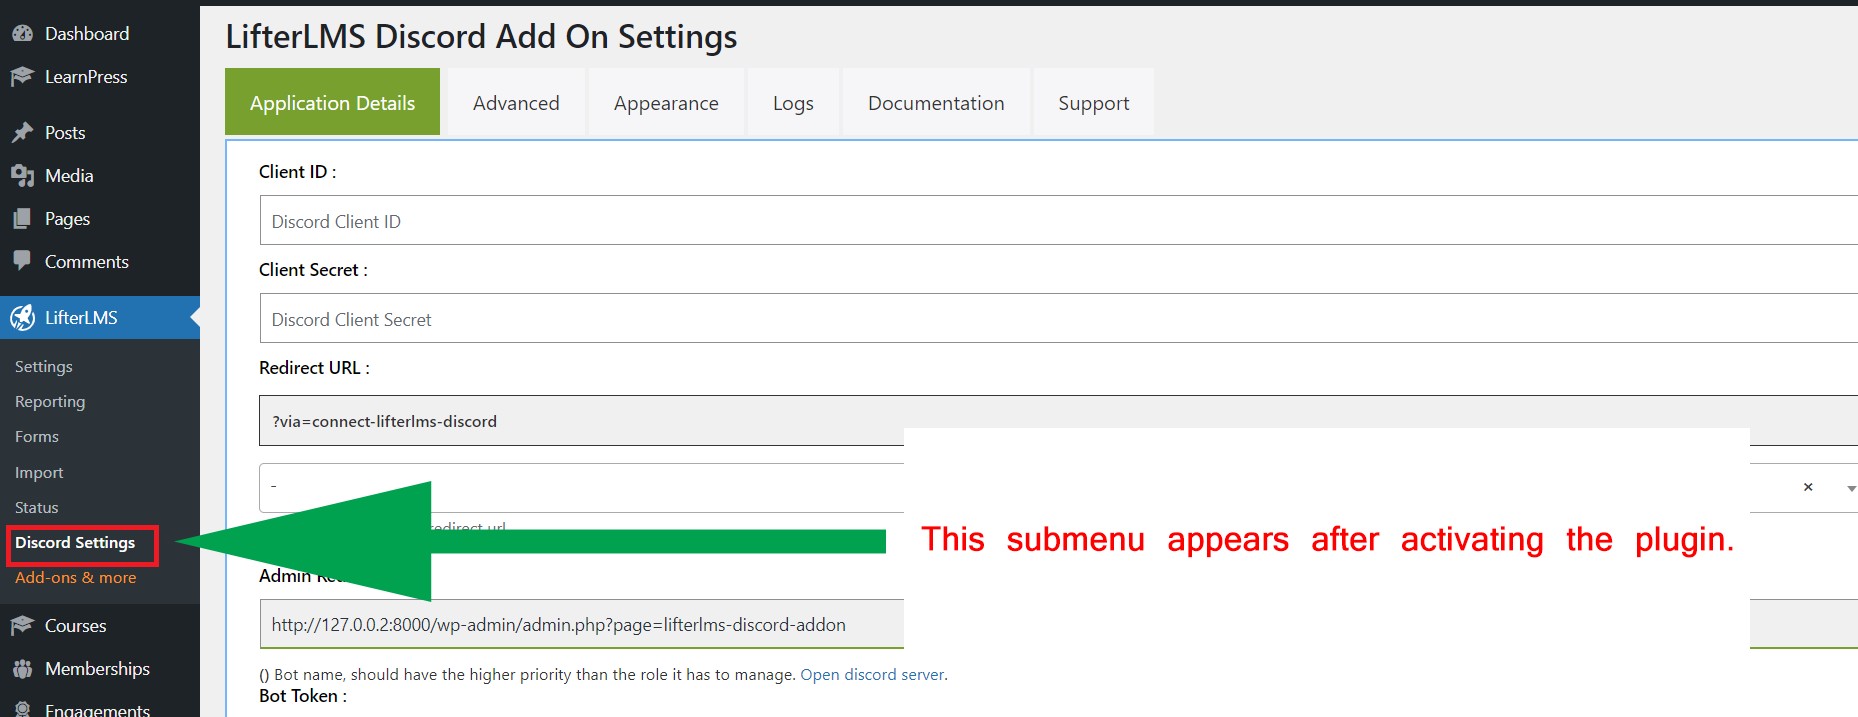 Dashboard
LearnPress
Posts
Media
Pages
Comments
LifterLMS
Settings
Reporting
Forms
Import
Status
Discord Settings
Add-ons & more
Courses
Memberships
Engagements
LifterLMS Discord Add On Settings
Application Details
Advanced
Appearance
Logs
Documentation
Support
Client ID :
Discord Client ID
Client Secret :
Discord Client Secret
Redirect URL :
?via=connect-lifterlms-discord
-
×
redirect url
This submenu appears after activating the plugin.
Admin
http://127.0.0.2:8000/wp-admin/admin.php?page=lifterlms-discord-addon
() Bot name, should have the higher priority than the role it has to manage. Open discord server.
Bot Token :